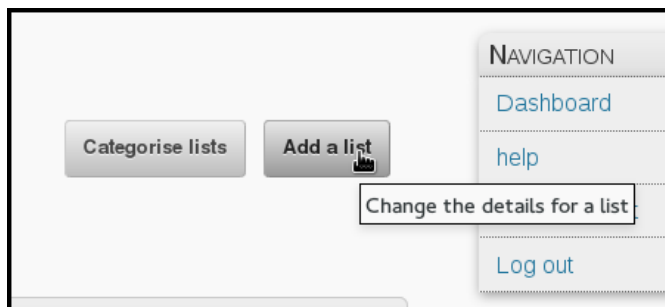 NAVIGATION
Dashboard
Categorise lists
Add a list
help
Change the details for a list
Log out